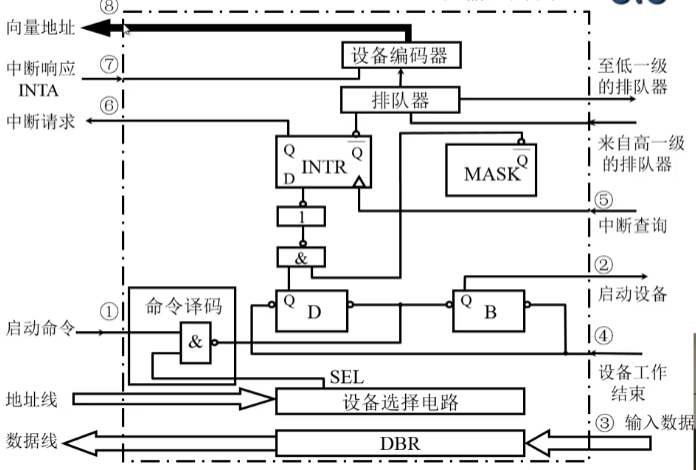 ⑧
向量地址
设备编码器
中断响应
INTA
⑦
至低一级
的排队器
排队器
中断请求
⑥
来自高一级
的排队器
Q
Q
INTR
D
Q
MASK
⑤
中断查询
1
&
②
启动设备
Q
D
Q
B
命令译码
①
启动命令
&
④
设备工作
结束
SEL
地址线
设备选择电路
③ 输入数据
数据线
DBR